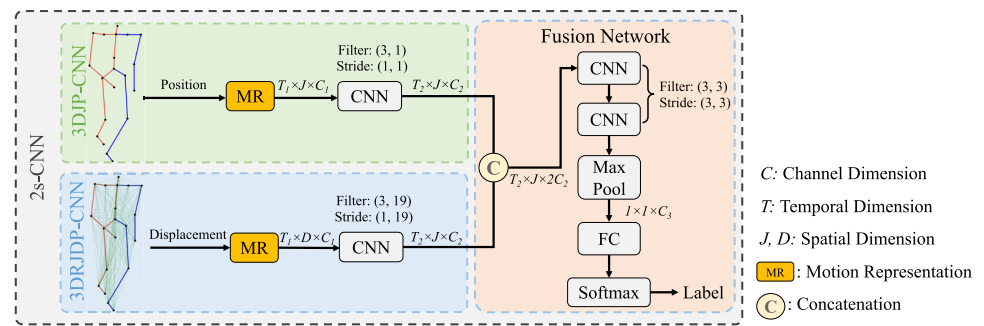 2s-CNN
3DJP-CNN
Position
MR
T₁×J×C₁
Filter: (3, 1)
Stride: (1, 1)
CNN
T₂×J×C₂
3DRJDP-CNN
Displacement
MR
T₁×D×C₁
Filter: (3, 19)
Stride: (1, 19)
CNN
T₂×J×C₂
C
T₂×J×2C₂
Fusion Network
CNN
CNN
Filter: (3, 3)
Stride: (3, 3)
Max
Pool
1×1×C₃
FC
Softmax
Label
C: Channel Dimension
T: Temporal Dimension
J, D: Spatial Dimension
MR : Motion Representation
C : Concatenation